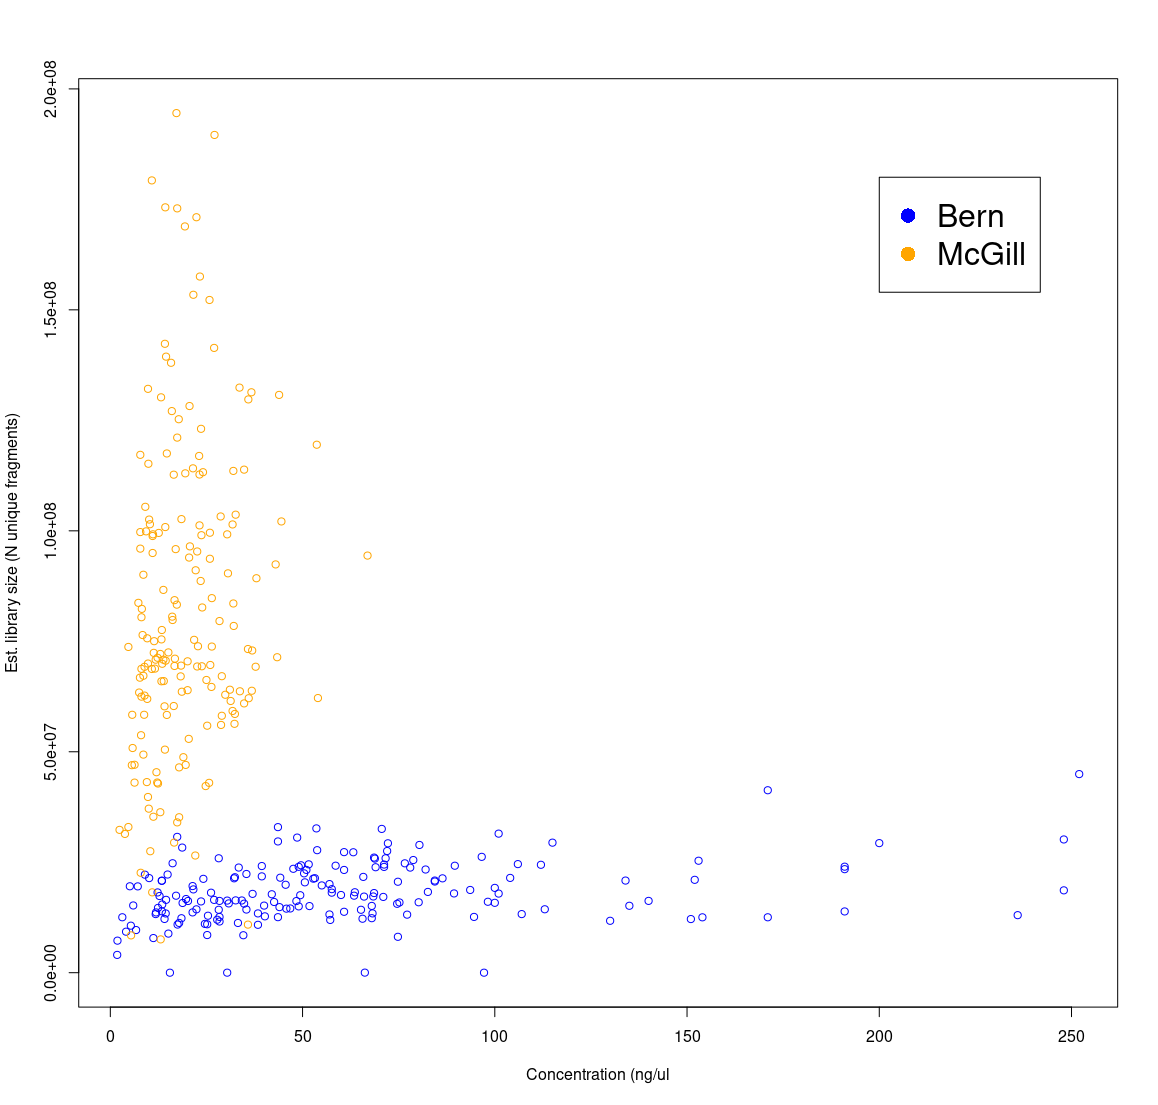 2.0e+08
1.5e+08
1.0e+08
5.0e+07
0.0e+00
Est. library size (N unique fragments)
Bern
McGill
0 50 100 150 200 250
Concentration (ng/ul